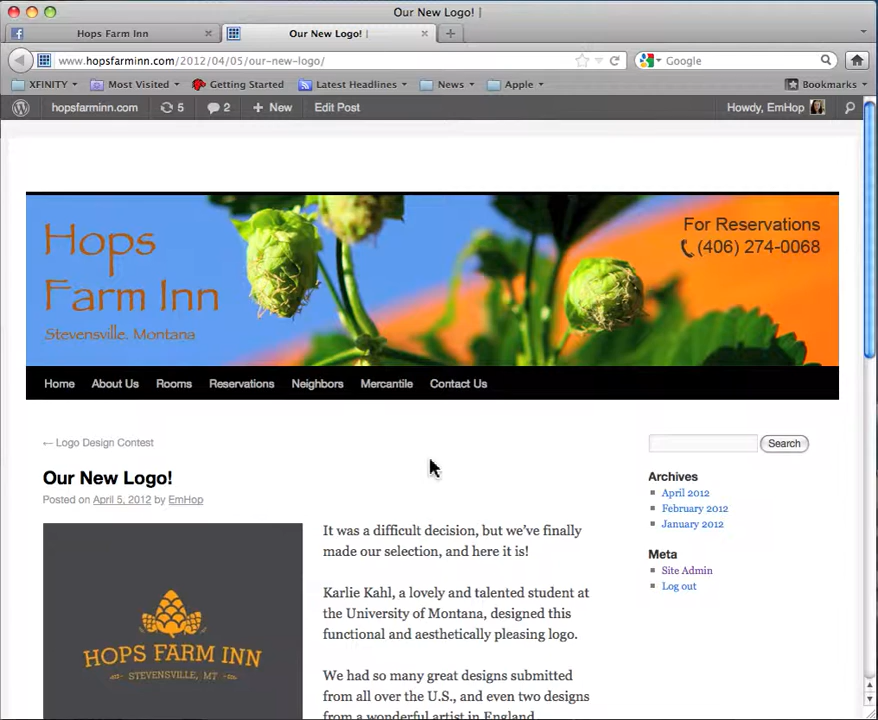 Our New Logo! |
Hops Farm Inn
Our New Logo! |
www.hopsfarminn.com/2012/04/05/our-new-logo/
Google
XFINITY Most Visited Getting Started Latest Headlines News Apple Bookmarks
hopsfarminn.com 5 2 + New Edit Post Howdy, EmHop
Hops
Farm Inn
Stevensville, Montana
For Reservations
(406) 274-0068
Home About Us Rooms Reservations Neighbors Mercantile Contact Us
← Logo Design Contest
Our New Logo!
Posted on April 5, 2012 by EmHop
HOPS FARM INN
STEVENSVILLE, MT
It was a difficult decision, but we've finally
made our selection, and here it is!
Karlie Kahl, a lovely and talented student at
the University of Montana, designed this
functional and aesthetically pleasing logo.
We had so many great designs submitted
from all over the U.S., and even two designs
from a wonderful artist in England.
Search
Archives
April 2012
February 2012
January 2012
Meta
Site Admin
Log out